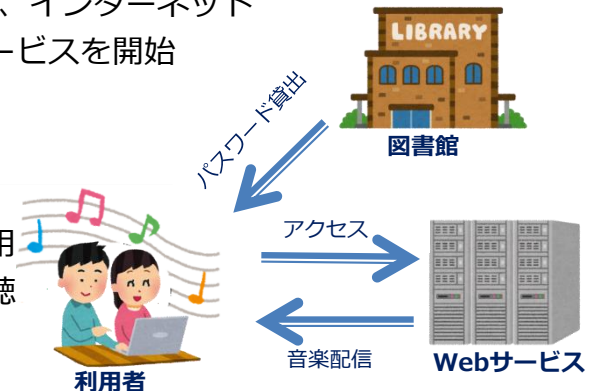 、インターネット
ービスを開始
LIBRARY
図書館
パスワード貸出
用
聴
アクセス
音楽配信
利用者
Webサービス